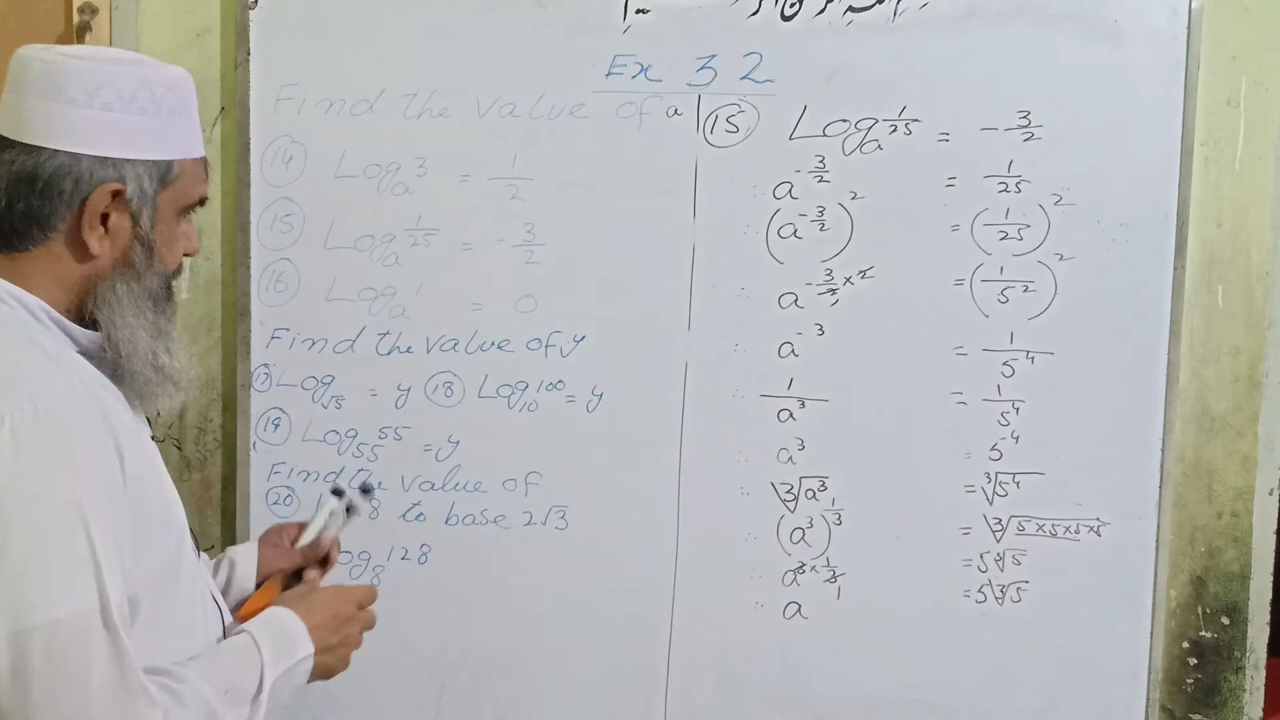 Ex 3 2
Find the value of a
(14) Log_a 3 = 1/2
(15) Log_a 1/25 = -3/2
(16) Log_a 1 = 0
Find the value of y
(17) Log_√5 = y (18) Log_10 100 = y
(19) Log_55 55 = y
Find the value of
(20) 8 to base 2√3
og_8 128
(15) Log_a 1/25 = -3/2
∴ a^(-3/2) = 1/25
∴ (a^(-3/2))^2 = (1/25)^2
∴ a^(-3/2 × 2) = (1/5^2)^2
∴ a^-3 = 1/5^4
∴ 1/a^3 = 1/5^4
∴ a^3 = 5^4
∴ ∛a^3 = ∛5^4
∴ (a^3)^(1/3) = ∛5×5×5×5
∴ a^(3×1/3) = 5∛5
∴ a^1 = 5∛5